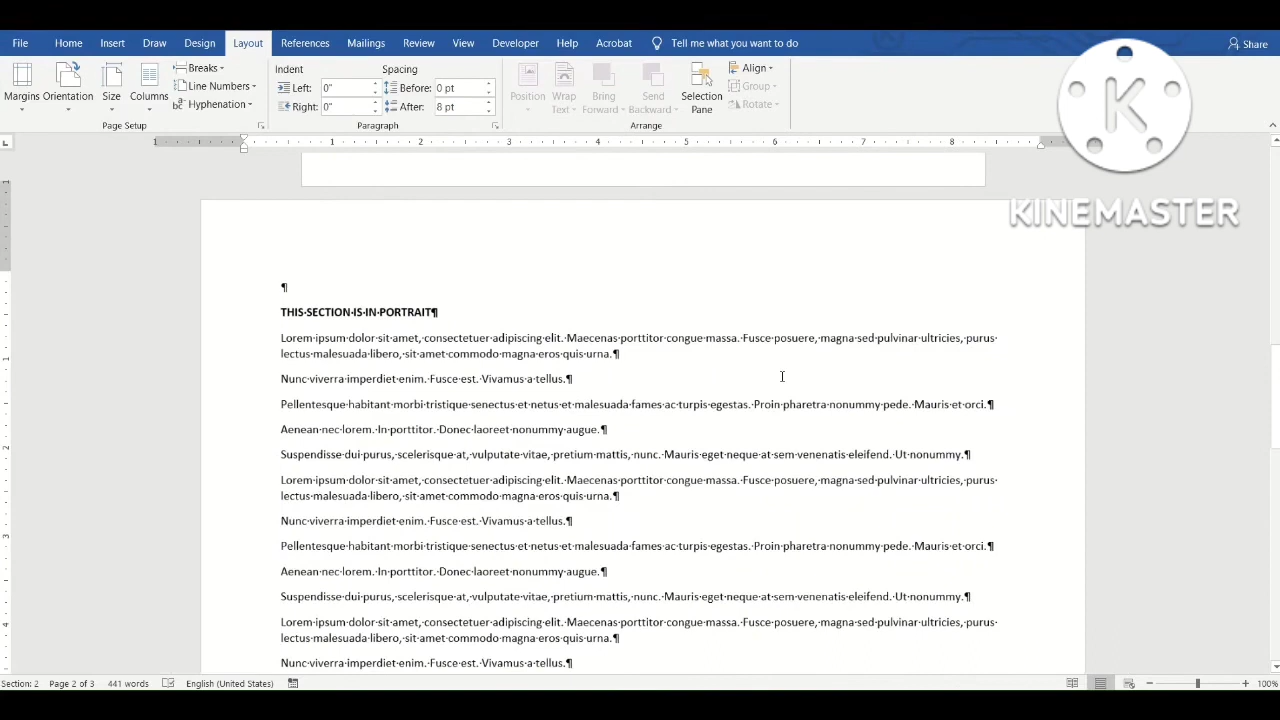 File Home Insert Draw Design Layout References Mailings Review View Developer Help Acrobat Tell me what you want to do Share
Margins Orientation Size Columns Breaks Line Numbers Hyphenation
Page Setup
Indent Spacing
Left: 0" Before: 0 pt
Right: 0" After: 8 pt
Paragraph
Position Wrap Text Bring Forward Send Backward Selection Pane Align Group Rotate
Arrange
K
KINEMASTER
1 1 2 3 4 5 6 7 8
¶
THIS·SECTION·IS·IN·PORTRAIT¶
Lorem·ipsum·dolor·sit·amet,·consectetuer·adipiscing·elit.·Maecenas·porttitor·congue·massa.·Fusce·posuere,·magna·sed·pulvinar·ultricies,·purus·
lectus·malesuada·libero,·sit·amet·commodo·magna·eros·quis·urna.¶
Nunc·viverra·imperdiet·enim.·Fusce·est.·Vivamus·a·tellus.¶
Pellentesque·habitant·morbi·tristique·senectus·et·netus·et·malesuada·fames·ac·turpis·egestas.·Proin·pharetra·nonummy·pede.·Mauris·et·orci.¶
Aenean·nec·lorem.·In·porttitor.·Donec·laoreet·nonummy·augue.¶
Suspendisse·dui·purus,·scelerisque·at,·vulputate·vitae,·pretium·mattis,·nunc.·Mauris·eget·neque·at·sem·venenatis·eleifend.·Ut·nonummy.¶
Lorem·ipsum·dolor·sit·amet,·consectetuer·adipiscing·elit.·Maecenas·porttitor·congue·massa.·Fusce·posuere,·magna·sed·pulvinar·ultricies,·purus·
lectus·malesuada·libero,·sit·amet·commodo·magna·eros·quis·urna.¶
Nunc·viverra·imperdiet·enim.·Fusce·est.·Vivamus·a·tellus.¶
Pellentesque·habitant·morbi·tristique·senectus·et·netus·et·malesuada·fames·ac·turpis·egestas.·Proin·pharetra·nonummy·pede.·Mauris·et·orci.¶
Aenean·nec·lorem.·In·porttitor.·Donec·laoreet·nonummy·augue.¶
Suspendisse·dui·purus,·scelerisque·at,·vulputate·vitae,·pretium·mattis,·nunc.·Mauris·eget·neque·at·sem·venenatis·eleifend.·Ut·nonummy.¶
Lorem·ipsum·dolor·sit·amet,·consectetuer·adipiscing·elit.·Maecenas·porttitor·congue·massa.·Fusce·posuere,·magna·sed·pulvinar·ultricies,·purus·
lectus·malesuada·libero,·sit·amet·commodo·magna·eros·quis·urna.¶
Nunc·viverra·imperdiet·enim.·Fusce·est.·Vivamus·a·tellus.¶
Section: 2 Page 2 of 3 441 words English (United States) 100%